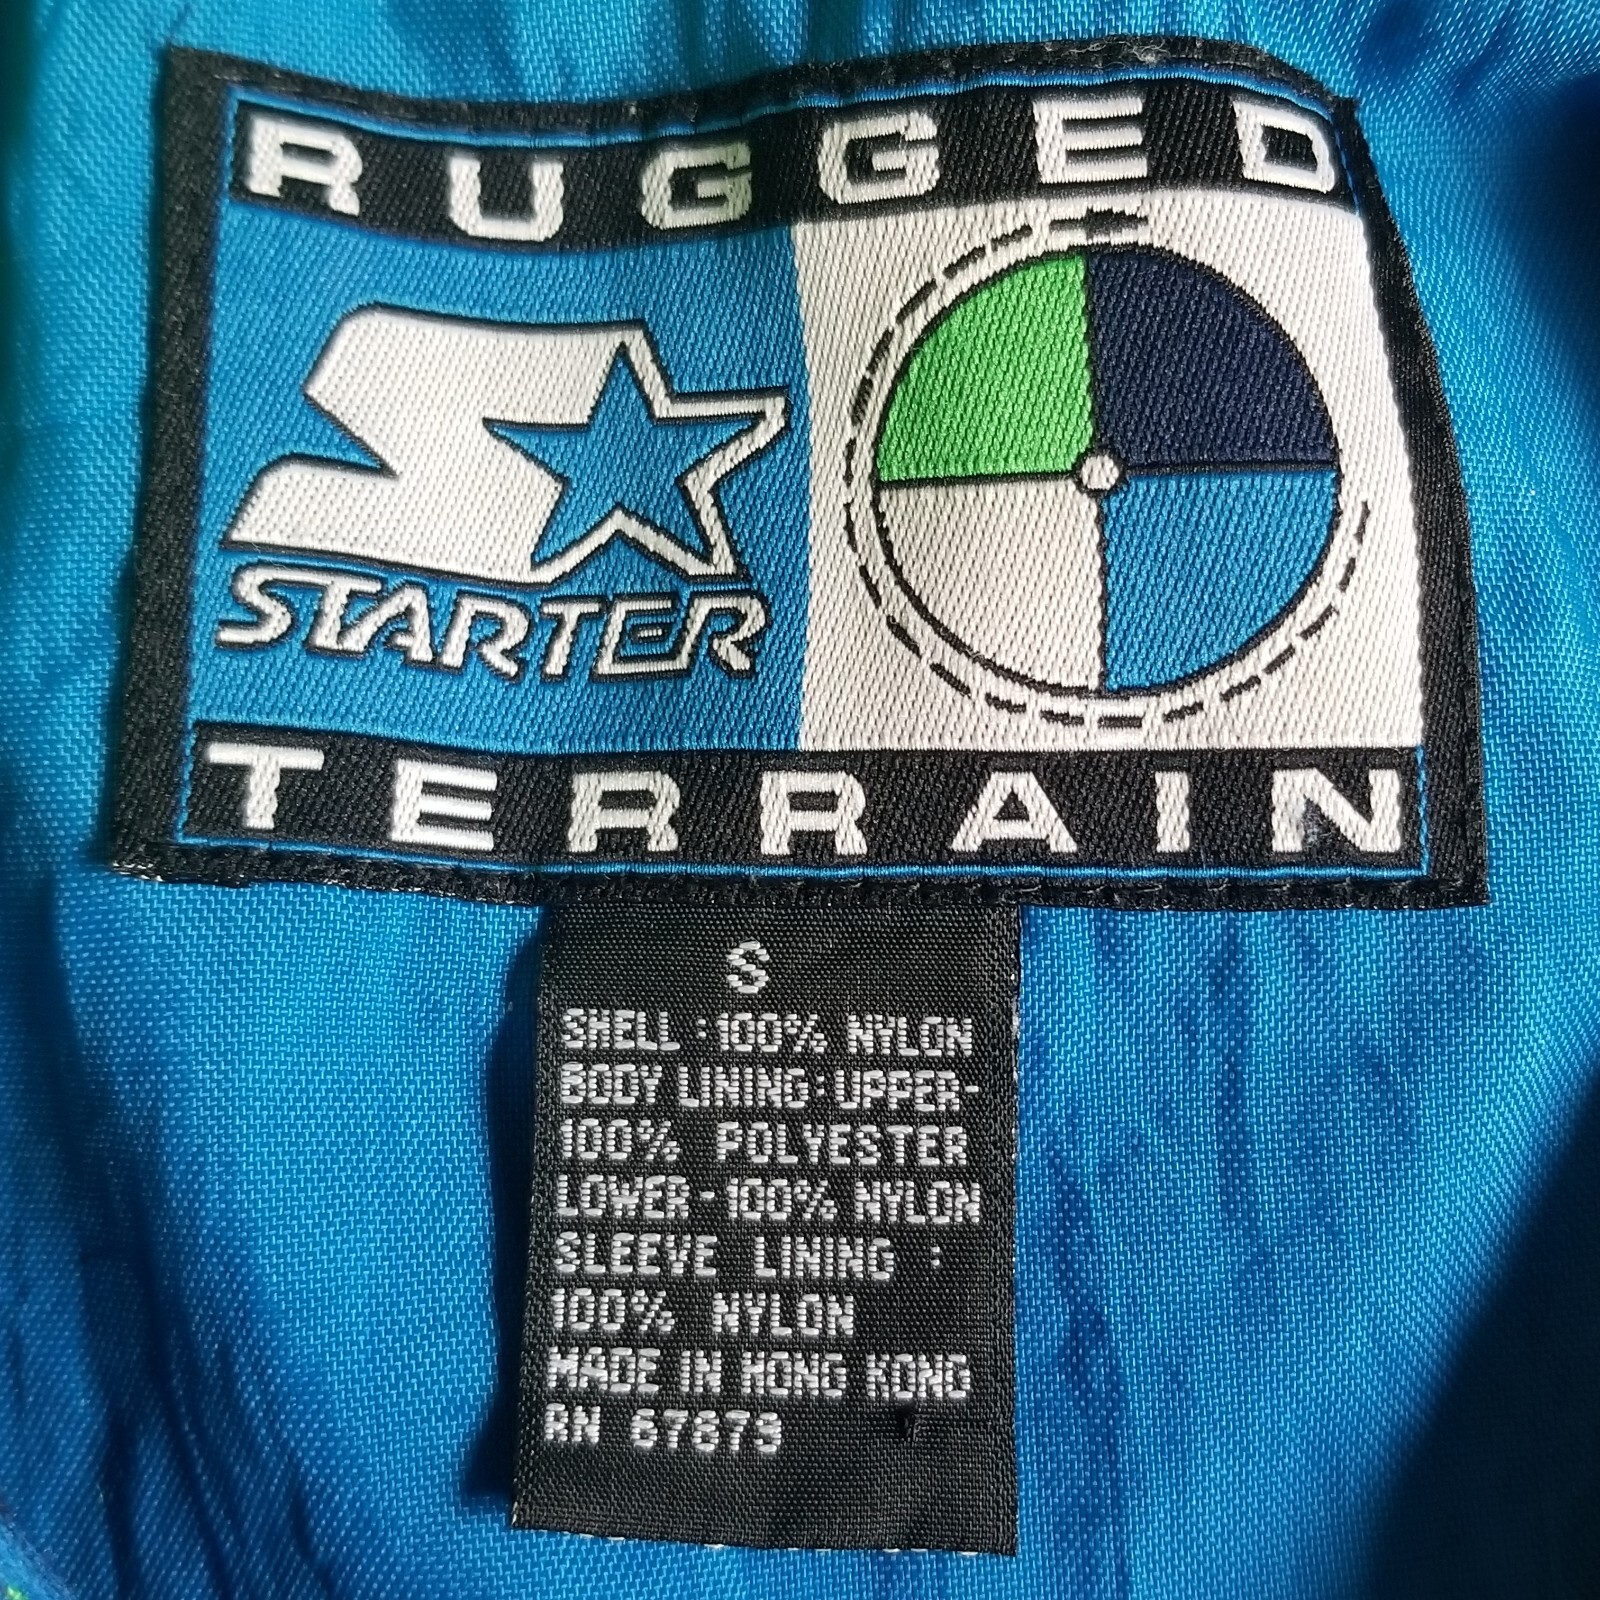 RUGGED
STARTER
TERRAIN
S
SHELL :100% NYLON
BODY LINING:UPPER-
100% POLYESTER
LOWER-100% NYLON
SLEEVE LINING :
100% NYLON
MADE IN HONG KONG
RN 67679